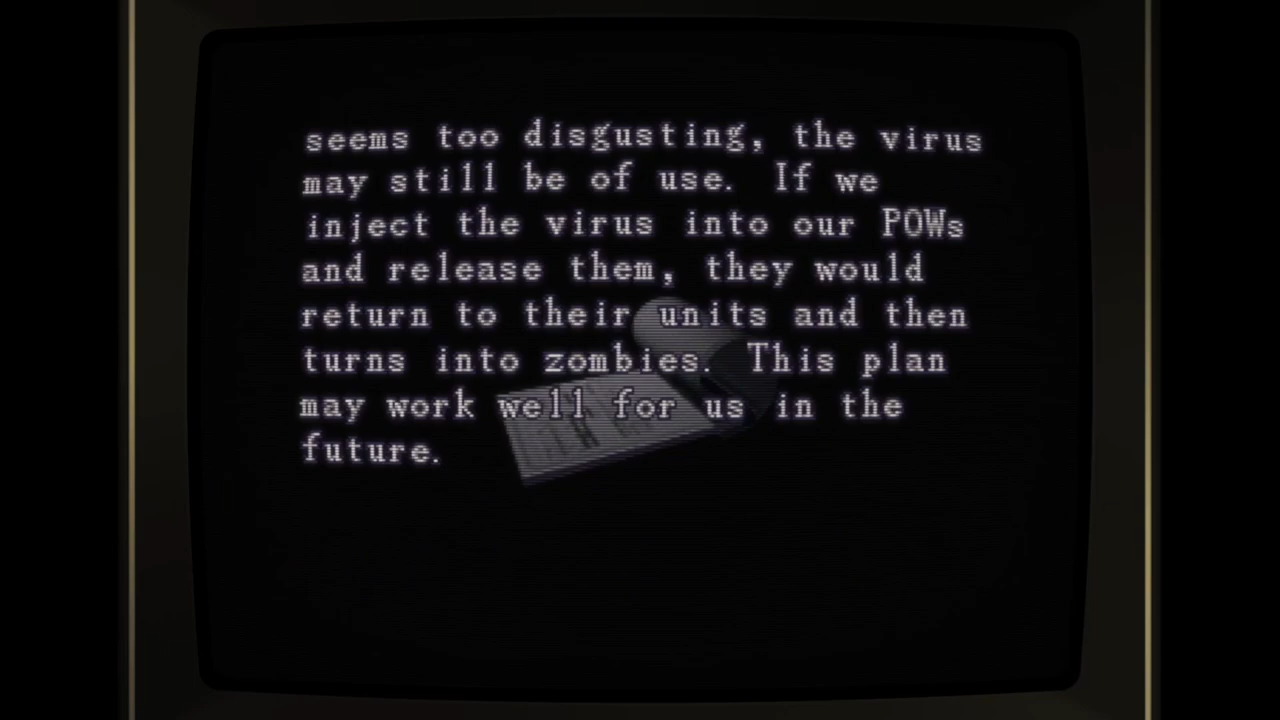 seems too disgusting, the virus
may still be of use.  If we
inject the virus into our POWs
and release them, they would
return to their units and then
turns into zombies.  This plan
may work well for us in the
future.